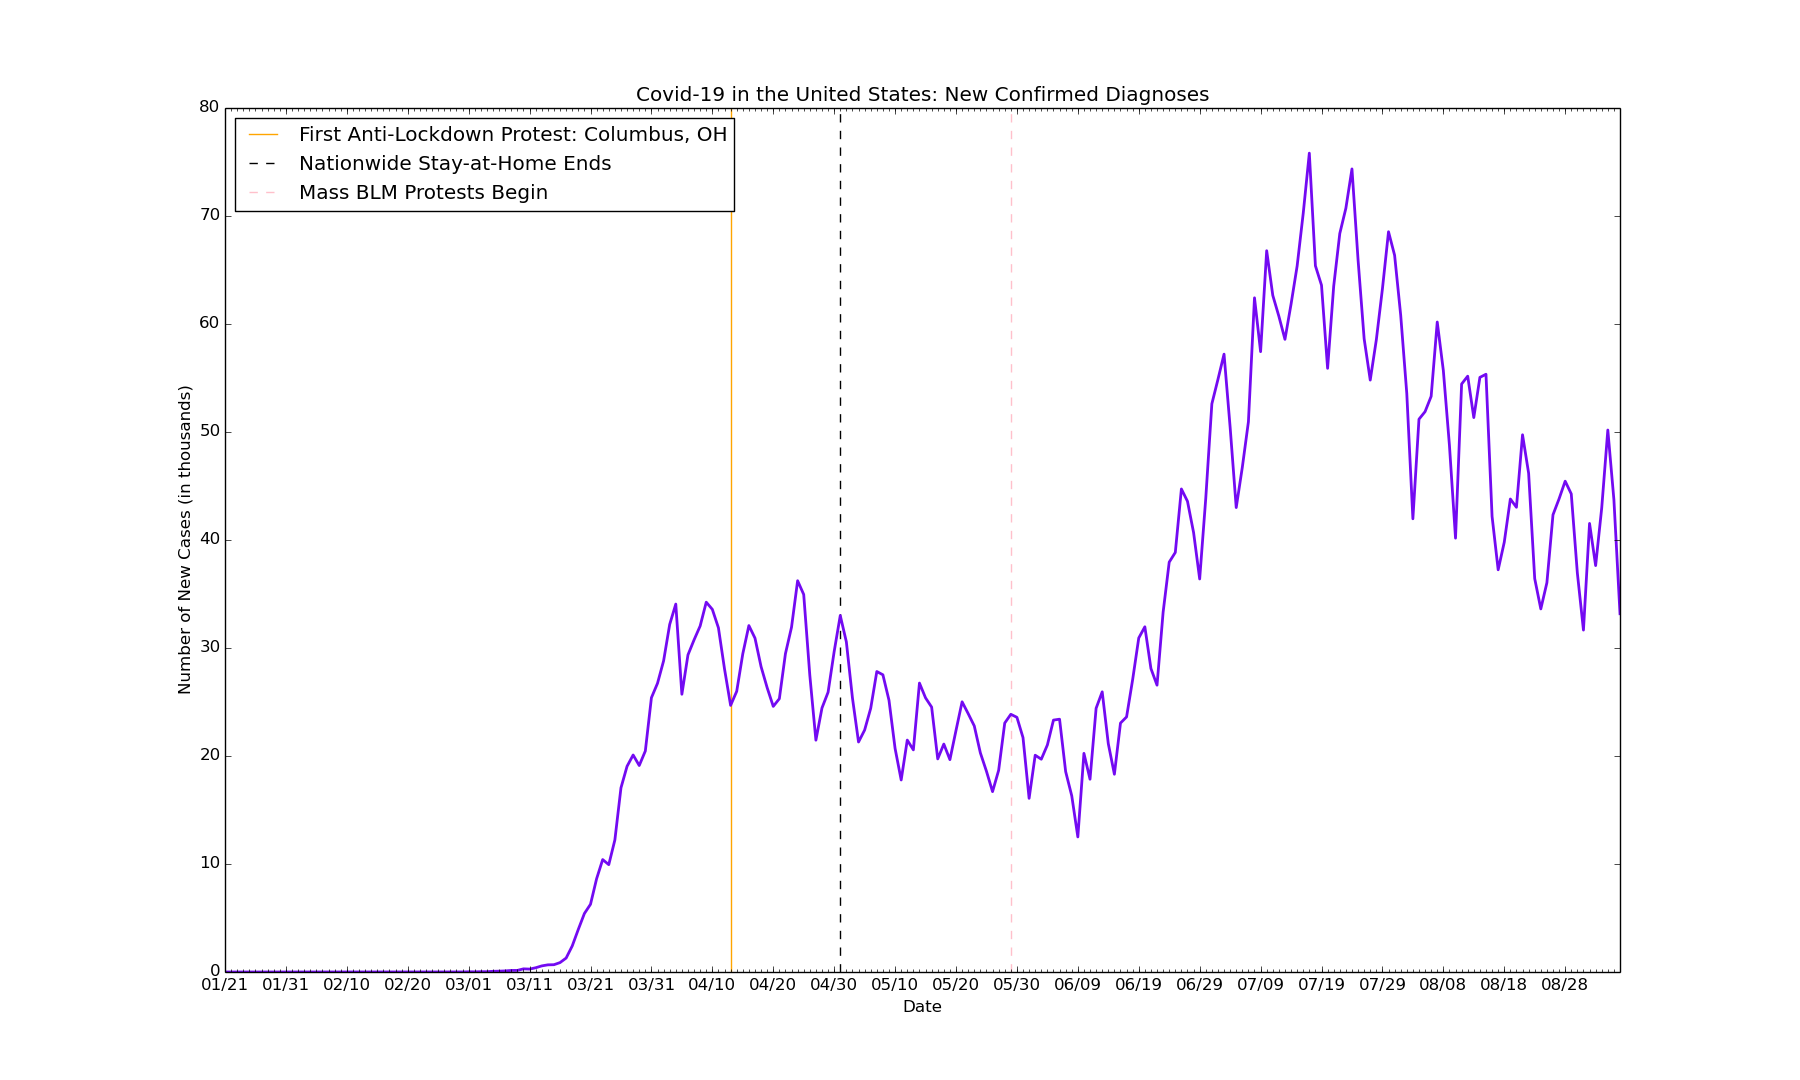 Covid-19 in the United States: New Confirmed Diagnoses
First Anti-Lockdown Protest: Columbus, OH
Nationwide Stay-at-Home Ends
Mass BLM Protests Begin
Number of New Cases (in thousands)
80
70
60
50
40
30
20
10
0
01/21 01/31 02/10 02/20 03/01 03/11 03/21 03/31 04/10 04/20 04/30 05/10 05/20 05/30 06/09 06/19 06/29 07/09 07/19 07/29 08/08 08/18 08/28
Date